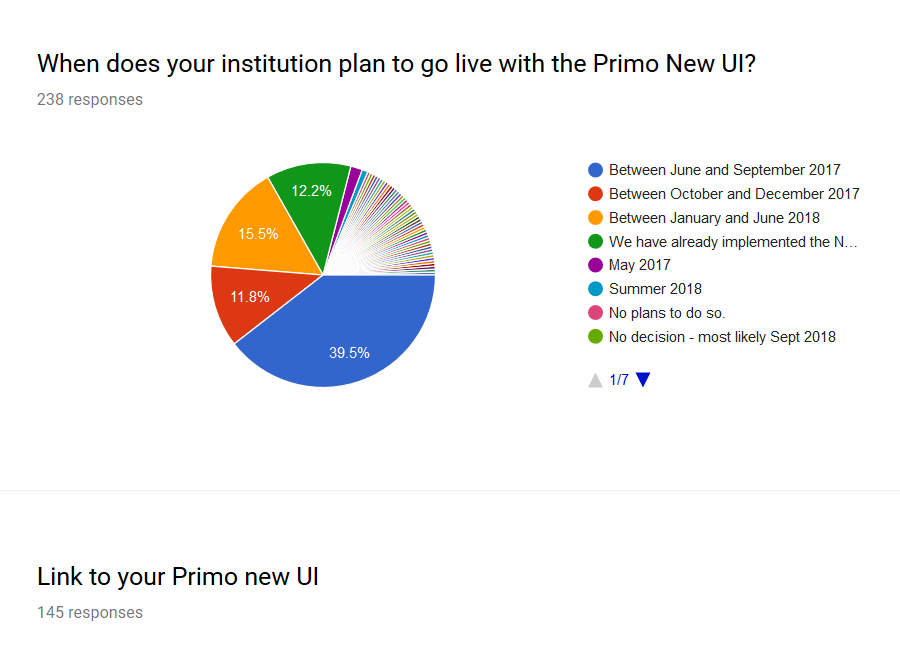 When does your institution plan to go live with the Primo New UI?
238 responses
12.2%
15.5%
11.8%
39.5%
Between June and September 2017
Between October and December 2017
Between January and June 2018
We have already implemented the N...
May 2017
Summer 2018
No plans to do so.
No decision - most likely Sept 2018
1/7
Link to your Primo new UI
145 responses